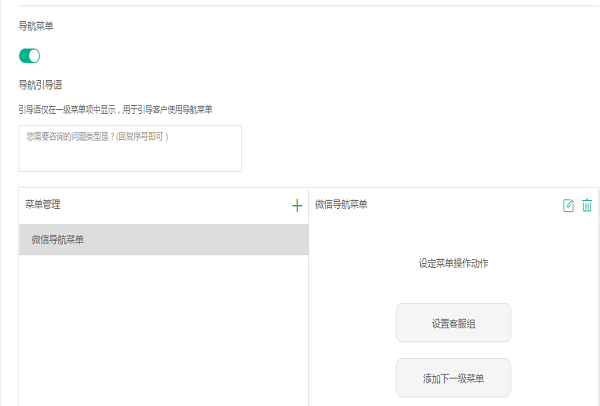 导航菜单
导航引导语
引导语仅在一级菜单项中显示，用于引导客户使用导航菜单
您需要咨询的问题类型是？(回复序号即可 )
菜单管理
微信导航菜单
微信导航菜单
设定菜单操作动作
设置客服组
添加下一级菜单